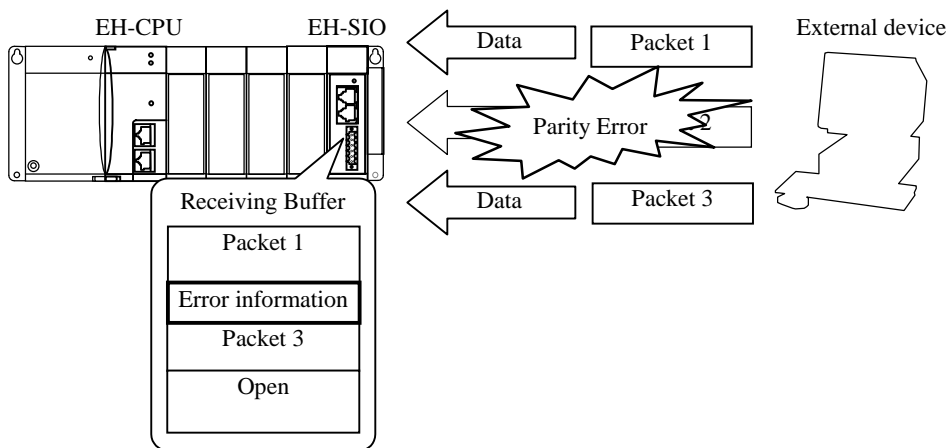 EH-CPU
EH-SIO
External device
Data
Packet 1
Parity Error
2
Data
Packet 3
Receiving Buffer
Packet 1
Error information
Packet 3
Open